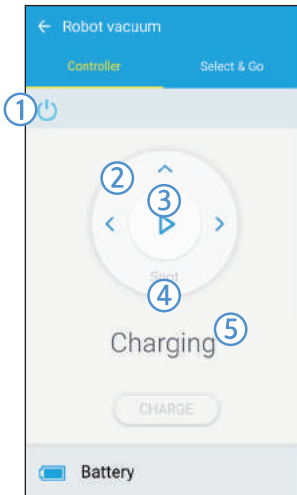 ← Robot vacuum
Controller Select & Go
①
②
③
Spot
④
Charging ⑤
CHARGE
Battery